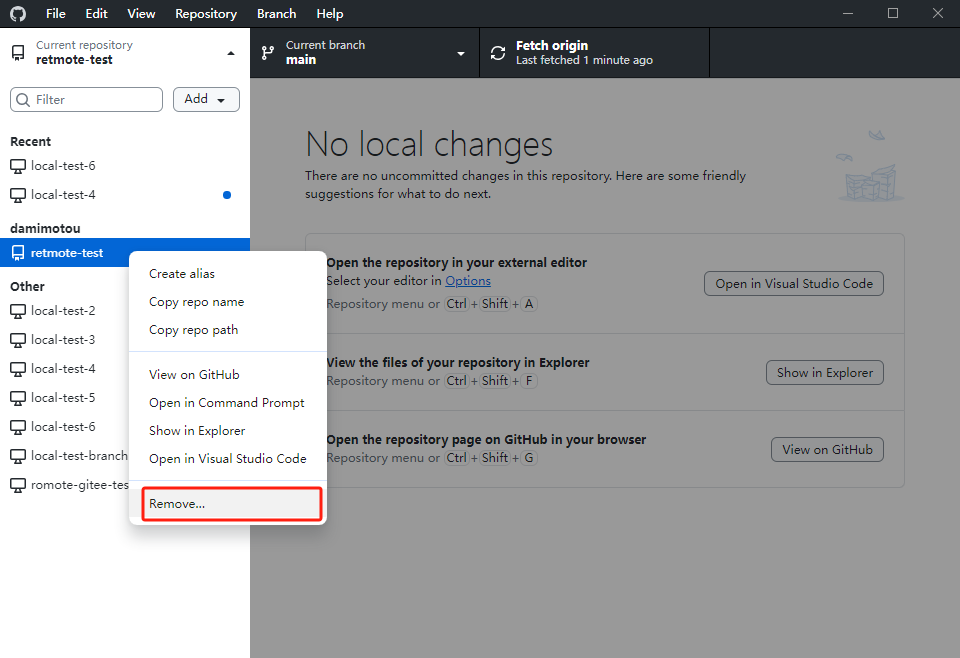 File Edit View Repository Branch Help
Current repository
retmote-test
Current branch
main
Fetch origin
Last fetched 1 minute ago
Filter
Add
Recent
local-test-6
local-test-4
damimotou
retmote-test
Other
local-test-2
local-test-3
local-test-4
local-test-5
local-test-6
local-test-branch
romote-gitee-tes
Create alias
Copy repo name
Copy repo path
View on GitHub
Open in Command Prompt
Show in Explorer
Open in Visual Studio Code
Remove...
No local changes
There are no uncommitted changes in this repository. Here are some friendly
suggestions for what to do next.
Open the repository in your external editor
Select your editor in Options
Repository menu or Ctrl + Shift + A
Open in Visual Studio Code
View the files of your repository in Explorer
Repository menu or Ctrl + Shift + F
Show in Explorer
Open the repository page on GitHub in your browser
Repository menu or Ctrl + Shift + G
View on GitHub